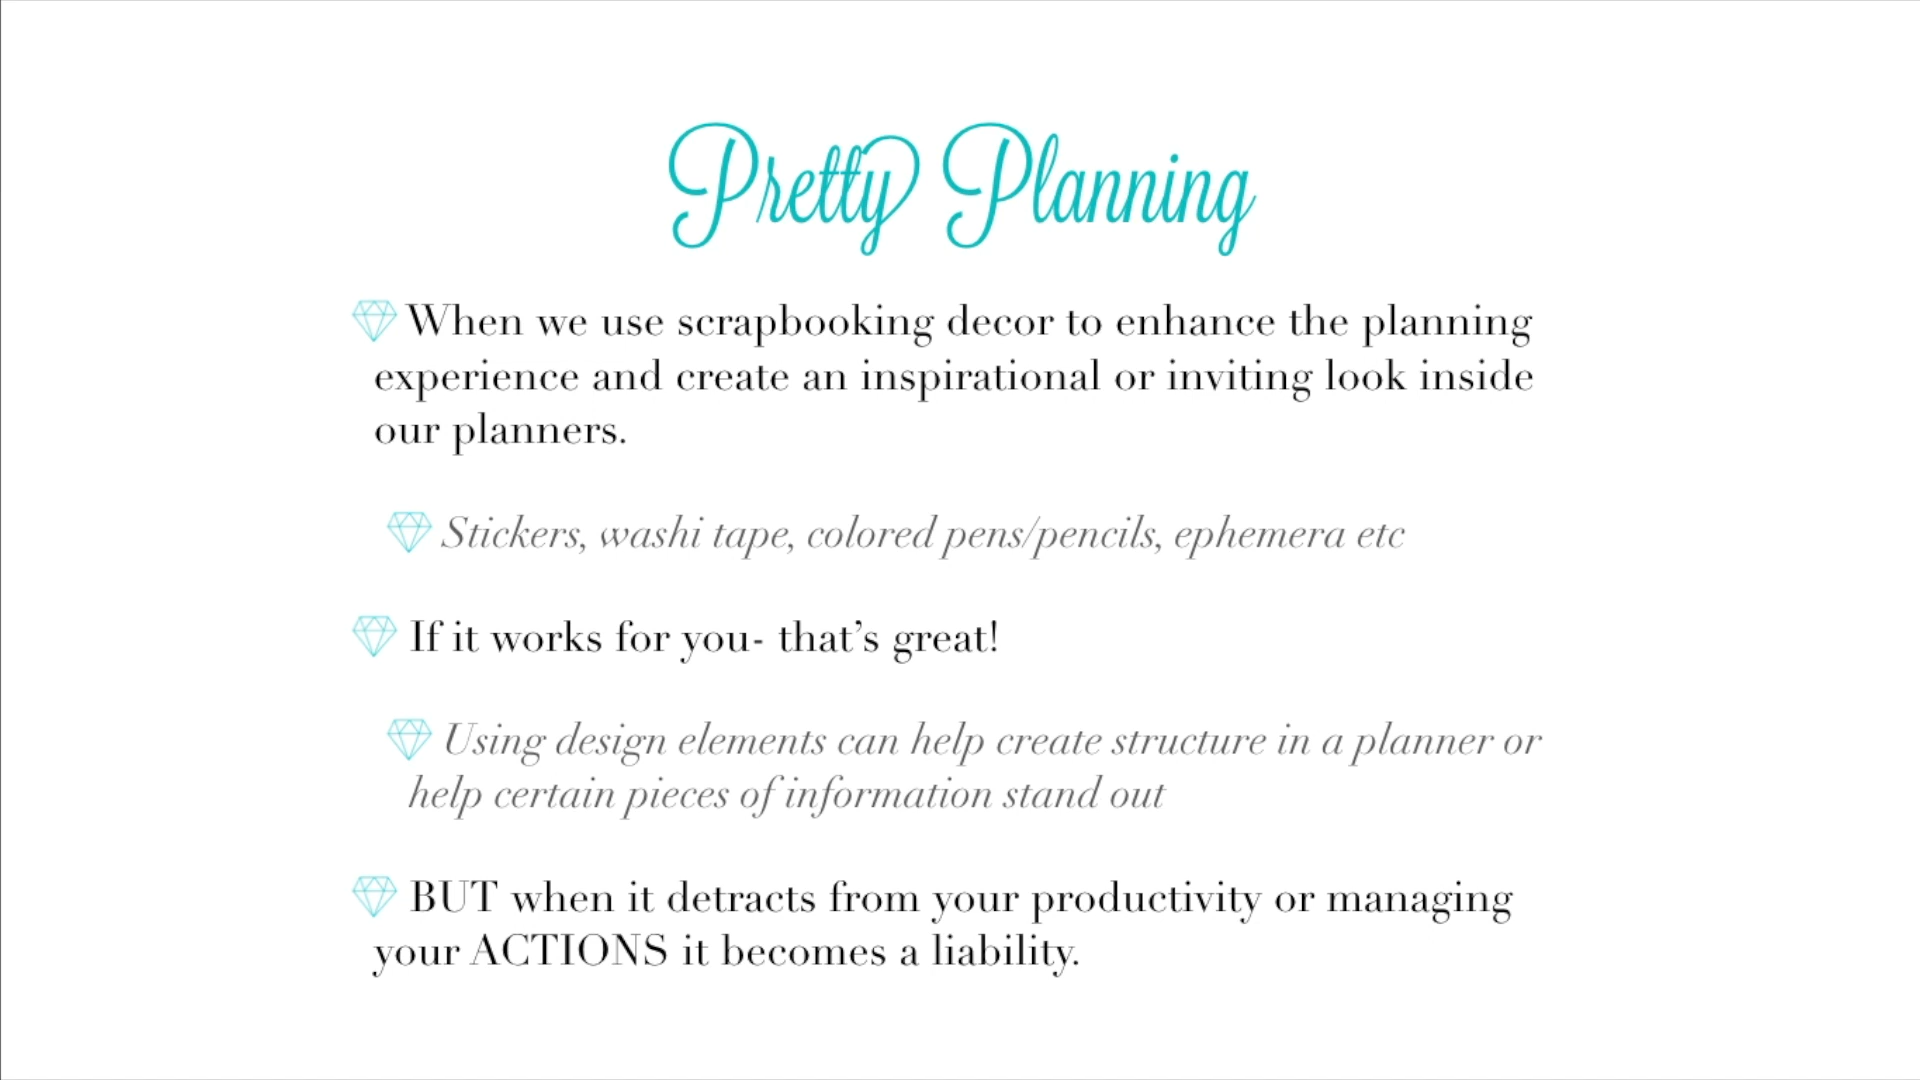 Pretty Planning
When we use scrapbooking decor to enhance the planning
experience and create an inspirational or inviting look inside
our planners.
Stickers, washi tape, colored pens/pencils, ephemera etc
If it works for you- that’s great!
Using design elements can help create structure in a planner or
help certain pieces of information stand out
BUT when it detracts from your productivity or managing
your ACTIONS it becomes a liability.